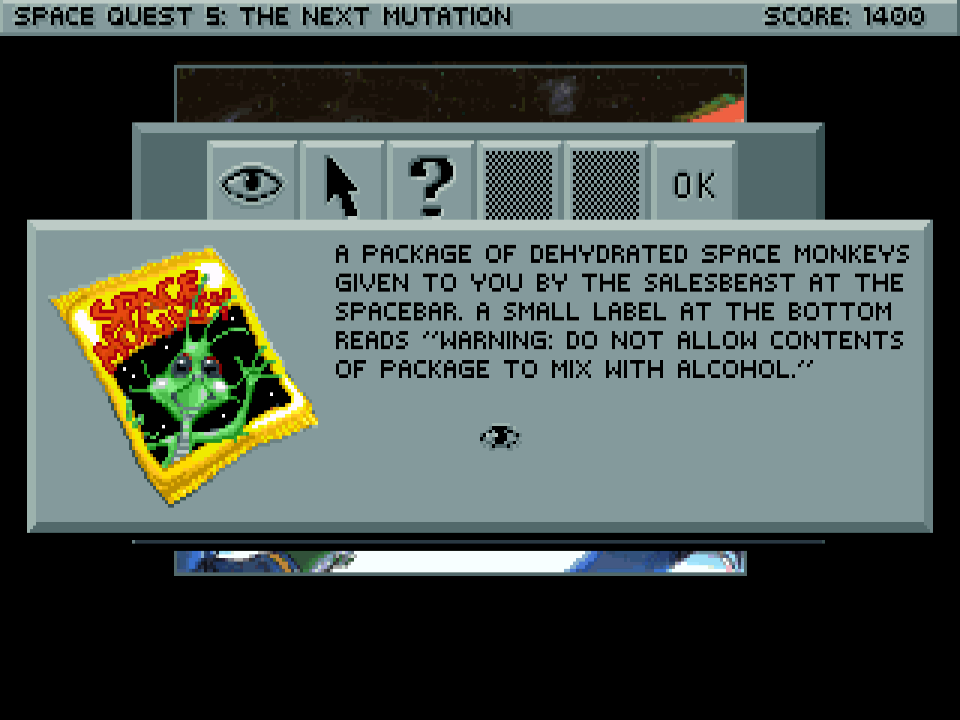 SPACE QUEST 5: THE NEXT MUTATION SCORE: 1400
? OK
SPACE
MONKEYS
A PACKAGE OF DEHYDRATED SPACE MONKEYS
GIVEN TO YOU BY THE SALESBEAST AT THE
SPACEBAR. A SMALL LABEL AT THE BOTTOM
READS "WARNING: DO NOT ALLOW CONTENTS
OF PACKAGE TO MIX WITH ALCOHOL."